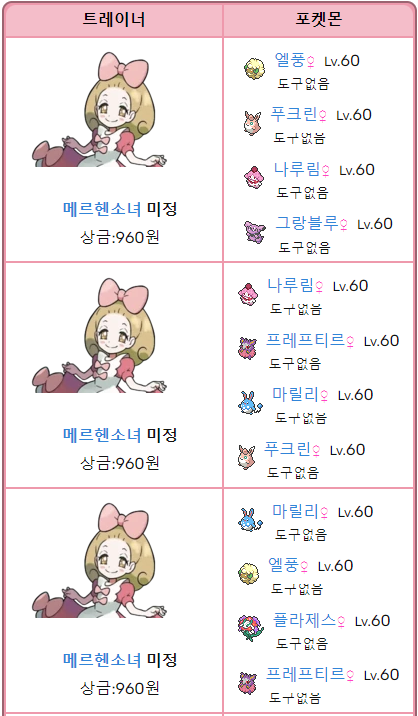 트레이너 포켓몬
메르헨소녀 미정
상금:960원
엘풍♀ Lv.60
도구없음
푸크린♀ Lv.60
도구없음
나루림♀ Lv.60
도구없음
그랑블루♀ Lv.60
도구없음
메르헨소녀 미정
상금:960원
나루림♀ Lv.60
도구없음
프레프티르♀ Lv.60
도구없음
마릴리♀ Lv.60
도구없음
푸크린♀ Lv.60
도구없음
메르헨소녀 미정
상금:960원
마릴리♀ Lv.60
도구없음
엘풍♀ Lv.60
도구없음
플라제스♀ Lv.60
도구없음
프레프티르♀ Lv.60
도구없음